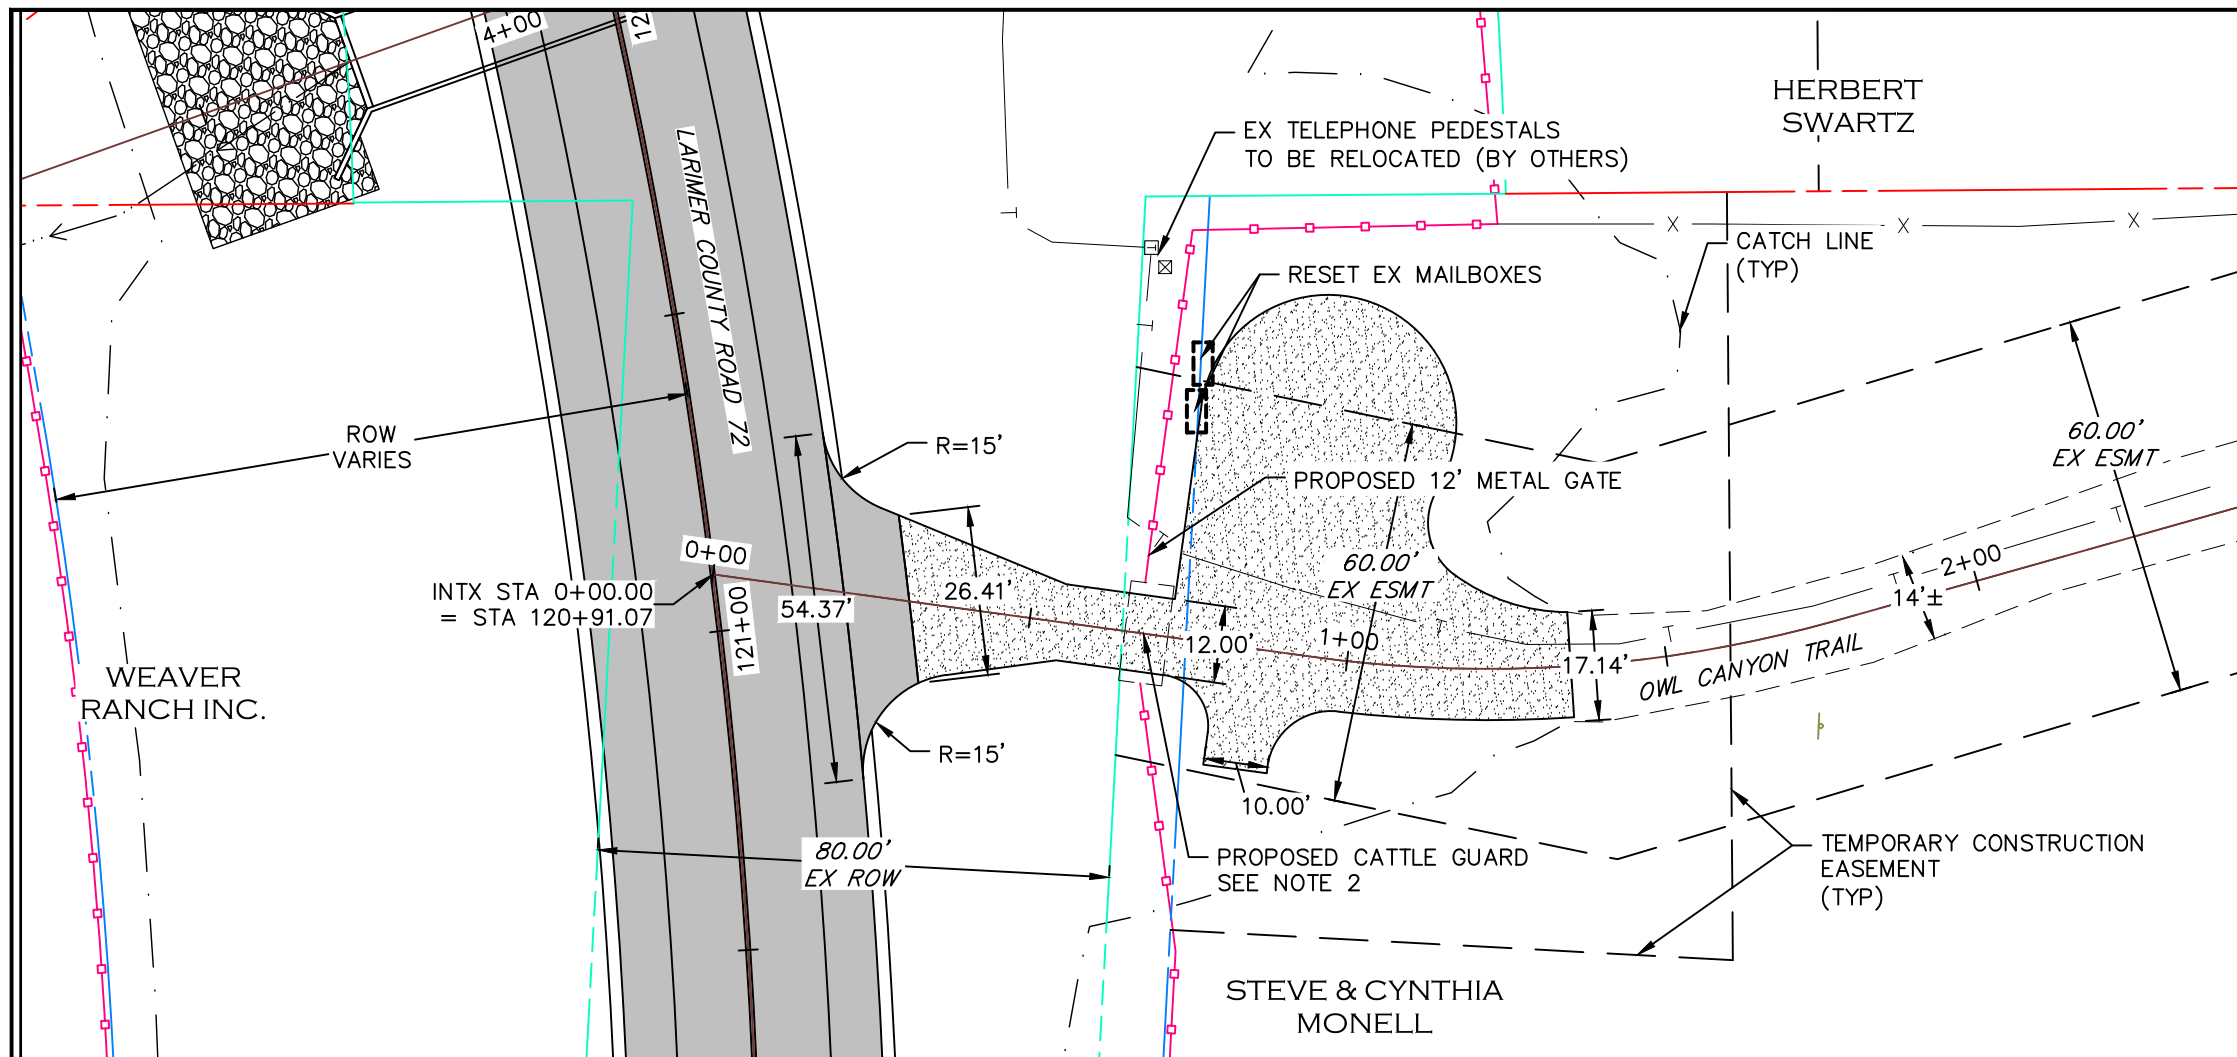 4+00
12
HERBERT
SWARTZ
EX TELEPHONE PEDESTALS
TO BE RELOCATED (BY OTHERS)
LARIMER COUNTY ROAD 72
CATCH LINE
(TYP)
RESET EX MAILBOXES
ROW
VARIES
R=15'
60.00'
EX ESMT
PROPOSED 12' METAL GATE
0+00
INTX STA 0+00.00
= STA 120+91.07
121+00
54.37'
26.41'
60.00'
EX ESMT
12.00'
1+00
17.14'
2+00
14'±
OWL CANYON TRAIL
WEAVER
RANCH INC.
R=15'
10.00'
80.00'
EX ROW
PROPOSED CATTLE GUARD
SEE NOTE 2
TEMPORARY CONSTRUCTION
EASEMENT
(TYP)
STEVE & CYNTHIA
MONELL